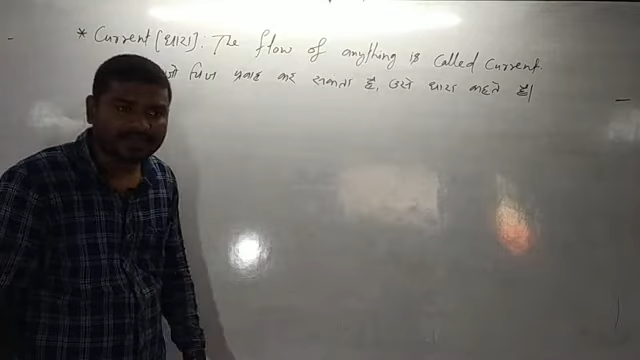 * Current [धारा]: The flow of anything is called Current.
जो चिज प्रवाह कर सकता है, उसे धारा कहते हैं|